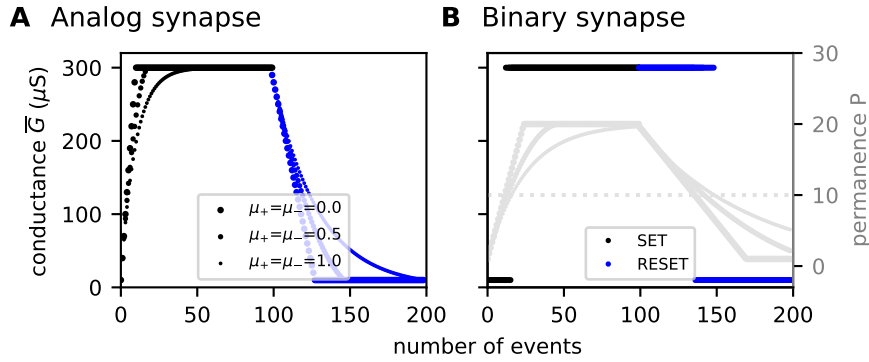 A Analog synapse
B Binary synapse
conductance G̅ (μS)
300
200
100
0
μ₊=μ₋=0.0
μ₊=μ₋=0.5
μ₊=μ₋=1.0
0 50 100 150 200
SET
RESET
0 50 100 150 200
30
20
10
0
permanence P
number of events